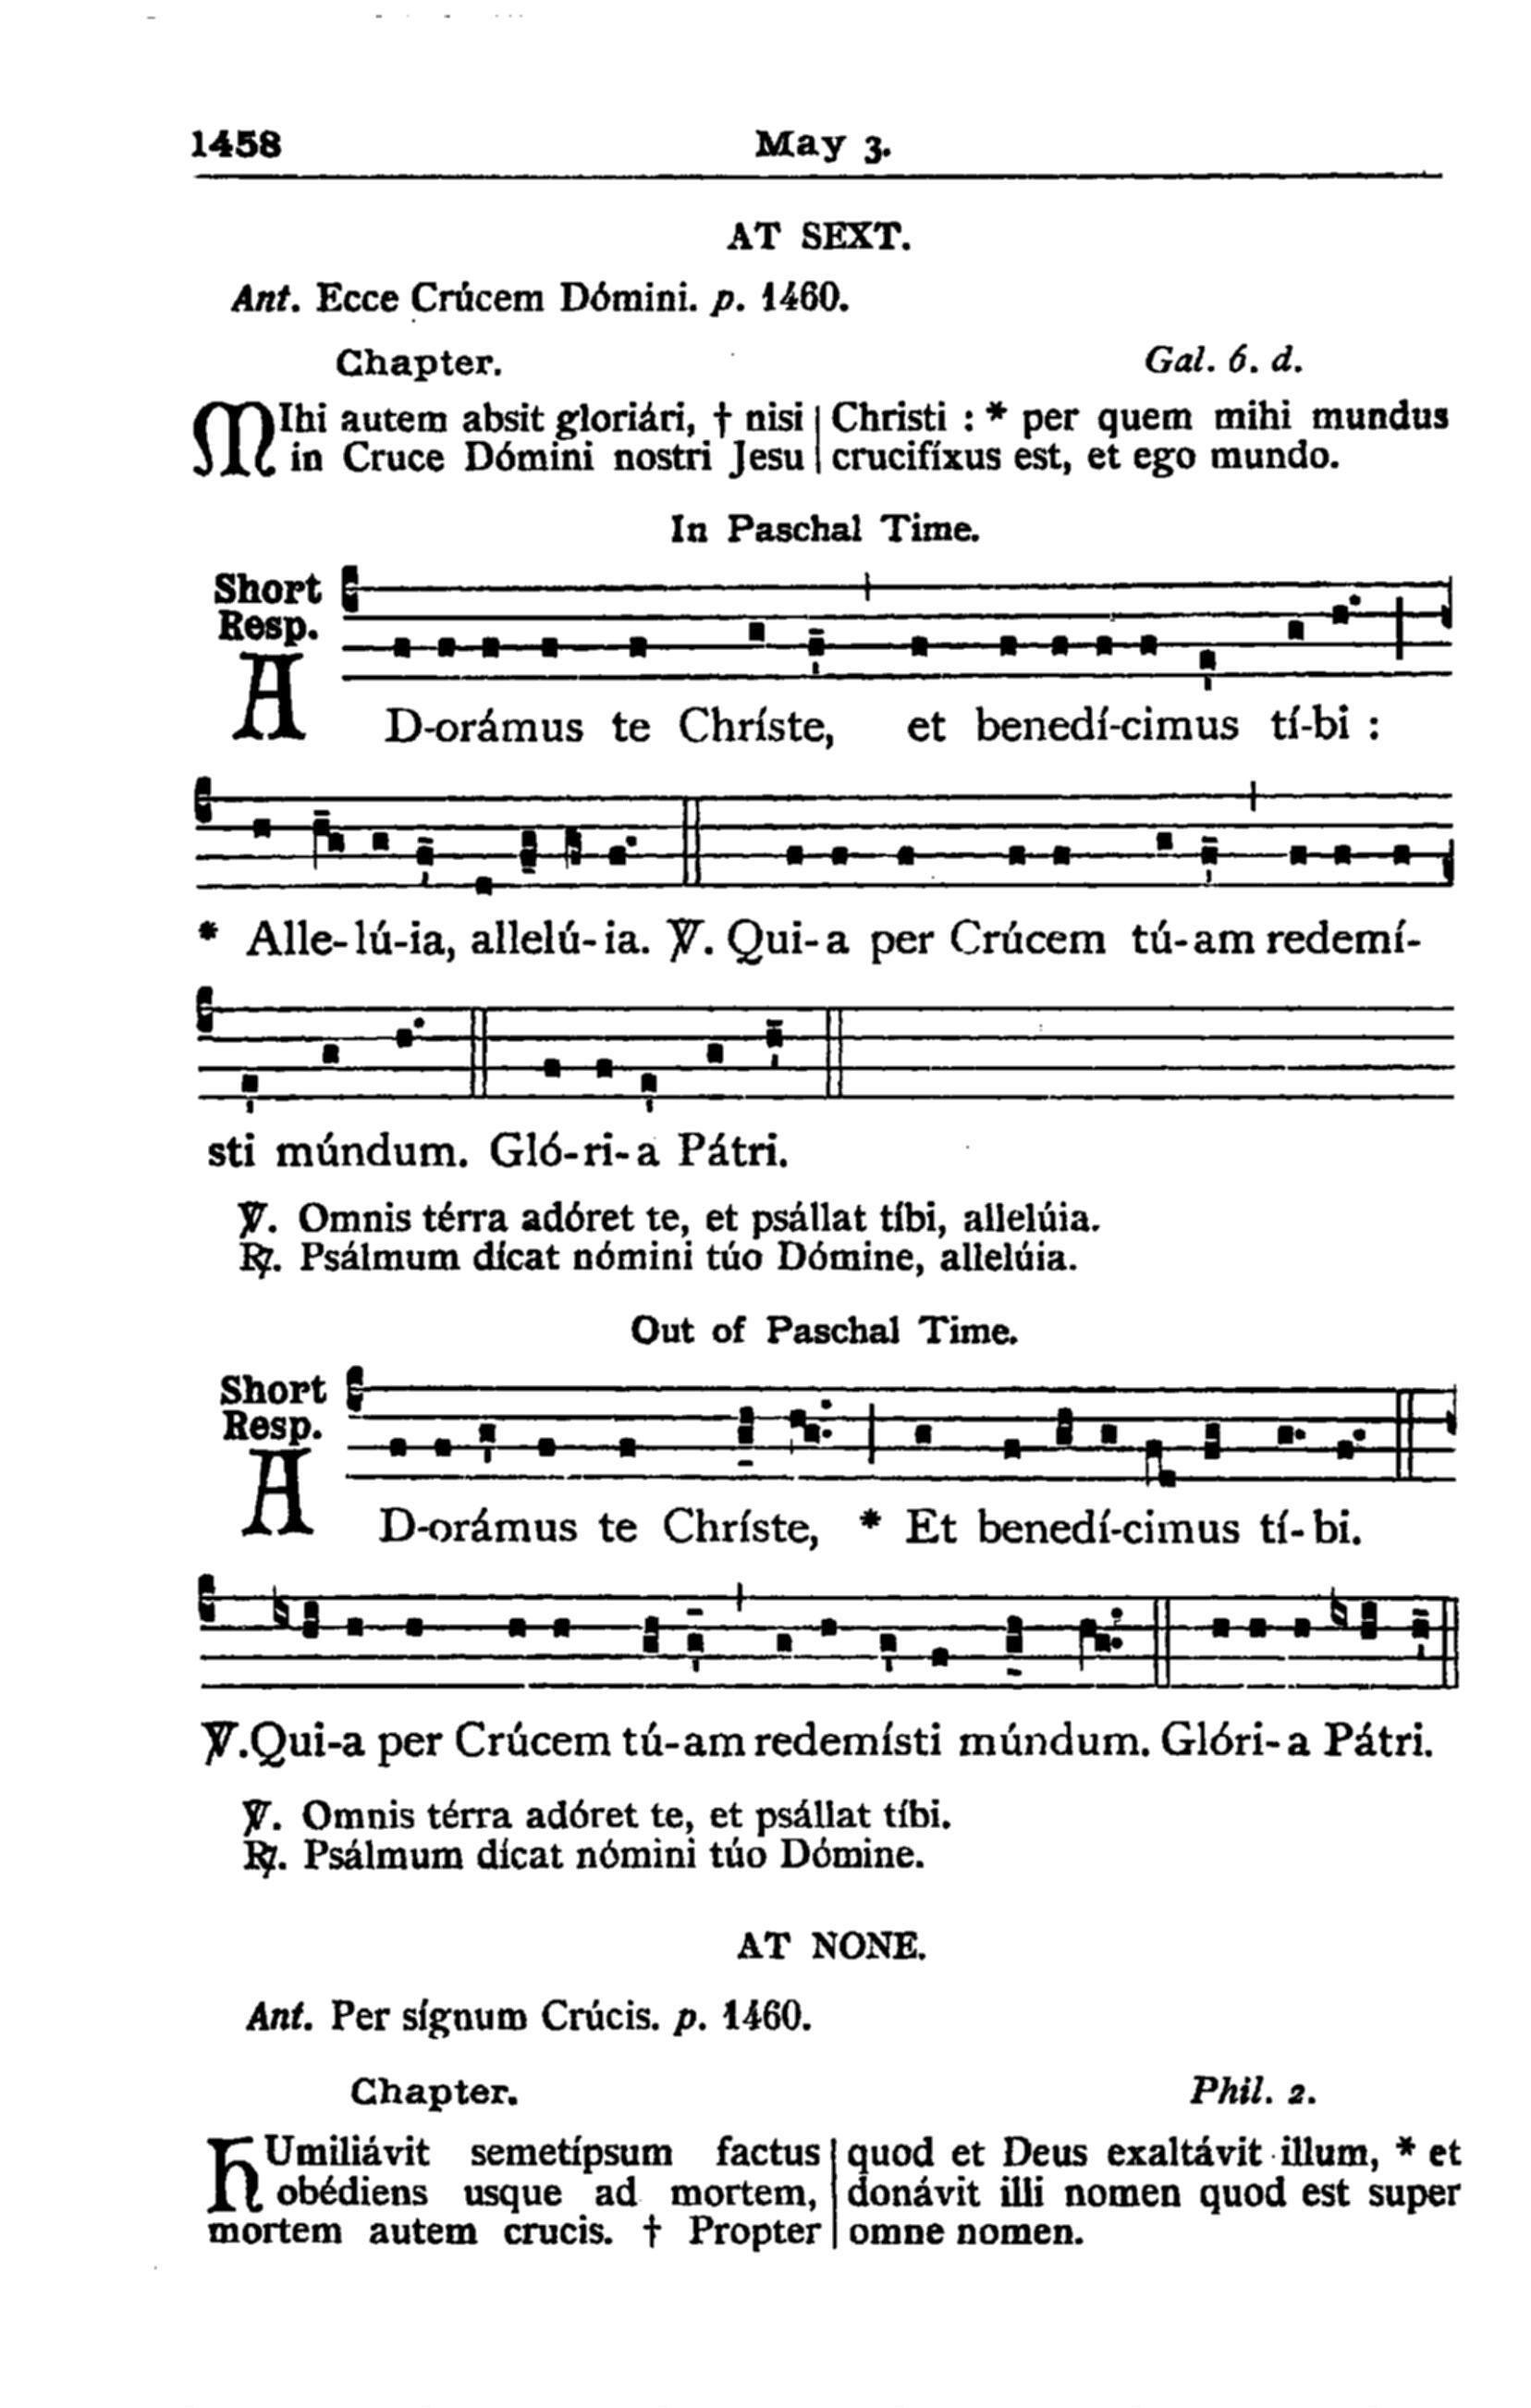 1458 May 3.
AT SEXT.
Ant. Ecce Crúcem Dómini. p. 1460.
Chapter. Gal. 6. d.
MIhi autem absit gloriári, † nisi
in Cruce Dómini nostri Jesu
Christi : * per quem mihi mundus
crucifíxus est, et ego mundo.
In Paschal Time.
Short
Resp.
AD-orámus te Chríste, et benedí-cimus tí-bi :
* Alle-lú-ia, allelú-ia. ℣. Qui-a per Crúcem tú-am redemí-
sti múndum. Gló-ri-a Pátri.
℣. Omnis térra adóret te, et psállat tíbi, allelúia.
℟. Psálmum dícat nómini túo Dómine, allelúia.
Out of Paschal Time.
Short
Resp.
AD-orámus te Chríste, * Et benedí-cimus tí-bi.
℣.Qui-a per Crúcem tú-am redemísti múndum. Glóri-a Pátri.
℣. Omnis térra adóret te, et psállat tíbi.
℟. Psálmum dícat nómini túo Dómine.
AT NONE.
Ant. Per sígnum Crúcis. p. 1460.
Chapter. Phil. 2.
HUmiliávit semetípsum factus
obédiens usque ad mortem,
mortem autem crucis. † Propter
quod et Deus exaltávit illum, * et
donávit illi nomen quod est super
omne nomen.